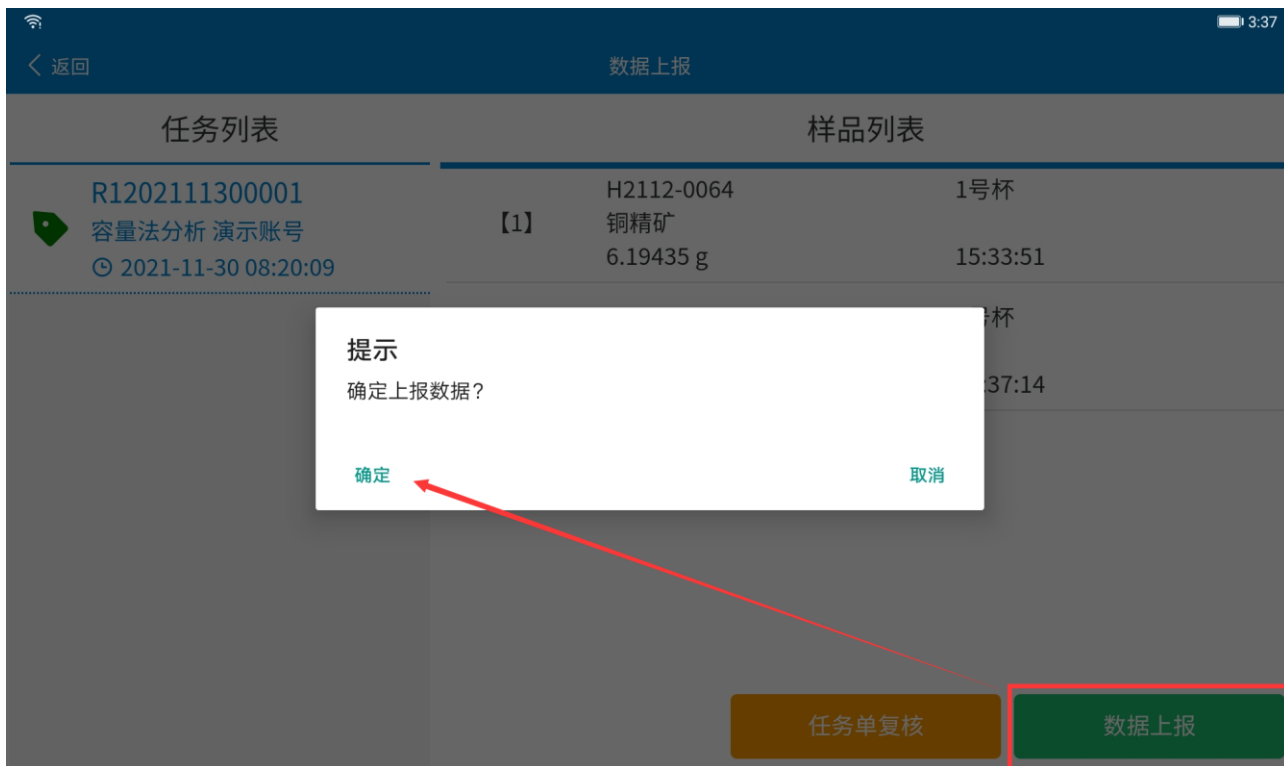 3:37
返回
数据上报
任务列表
样品列表
R1202111300001
容量法分析 演示账号
2021-11-30 08:20:09
【1】
H2112-0064
铜精矿
6.19435 g
1号杯
15:33:51
号杯
:37:14
提示
确定上报数据?
确定
取消
任务单复核
数据上报